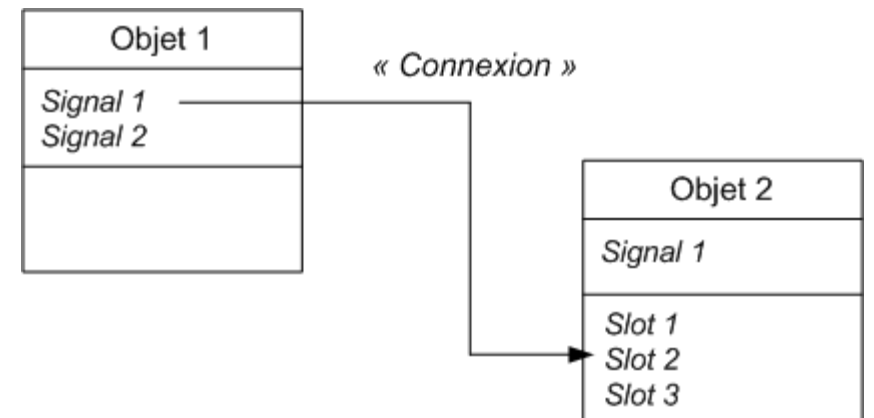 Objet 1
« Connexion »
Signal 1
Signal 2
Objet 2
Signal 1
Slot 1
Slot 2
Slot 3